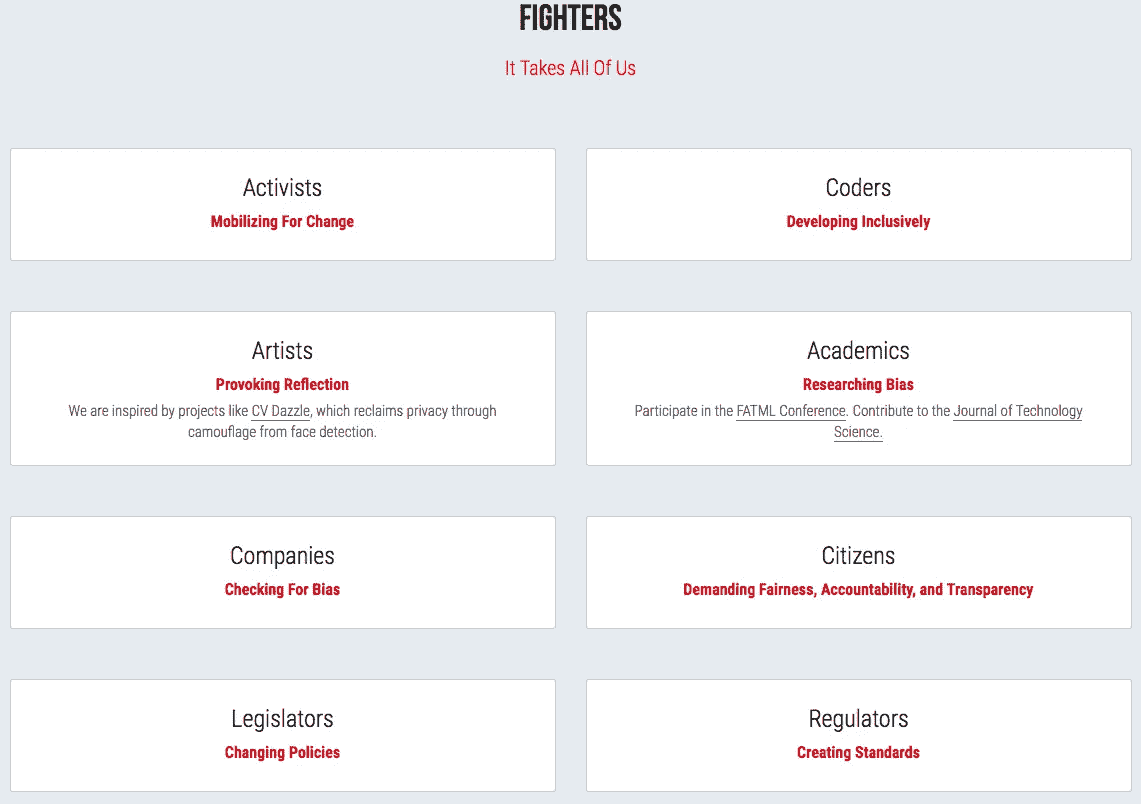 FIGHTERS
It Takes All Of Us
Activists
Mobilizing For Change
Coders
Developing Inclusively
Artists
Provoking Reflection
We are inspired by projects like CV Dazzle, which reclaims privacy through
camouflage from face detection.
Academics
Researching Bias
Participate in the FATML Conference. Contribute to the Journal of Technology
Science.
Companies
Checking For Bias
Citizens
Demanding Fairness, Accountability, and Transparency
Legislators
Changing Policies
Regulators
Creating Standards